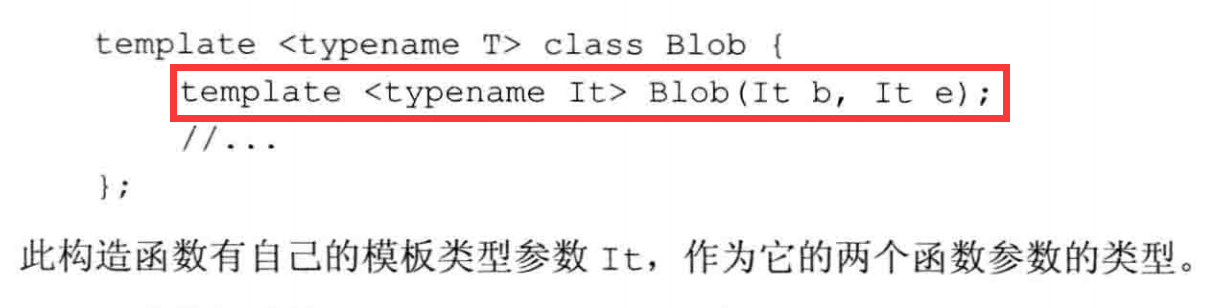 template <typename T> class Blob {
template <typename It> Blob(It b, It e);
//...
};
此构造函数有自己的模板类型参数 It，作为它的两个函数参数的类型。